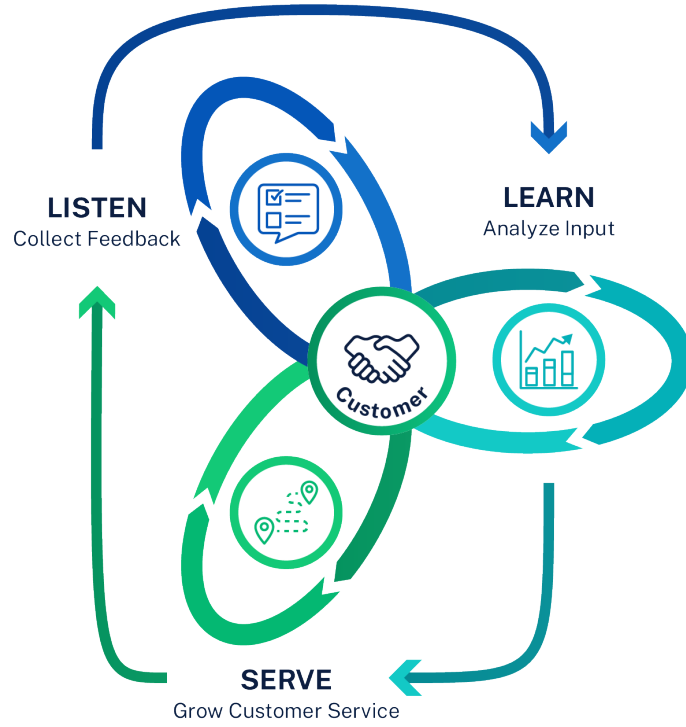 LISTEN
Collect Feedback
LEARN
Analyze Input
Customer
SERVE
Grow Customer Service